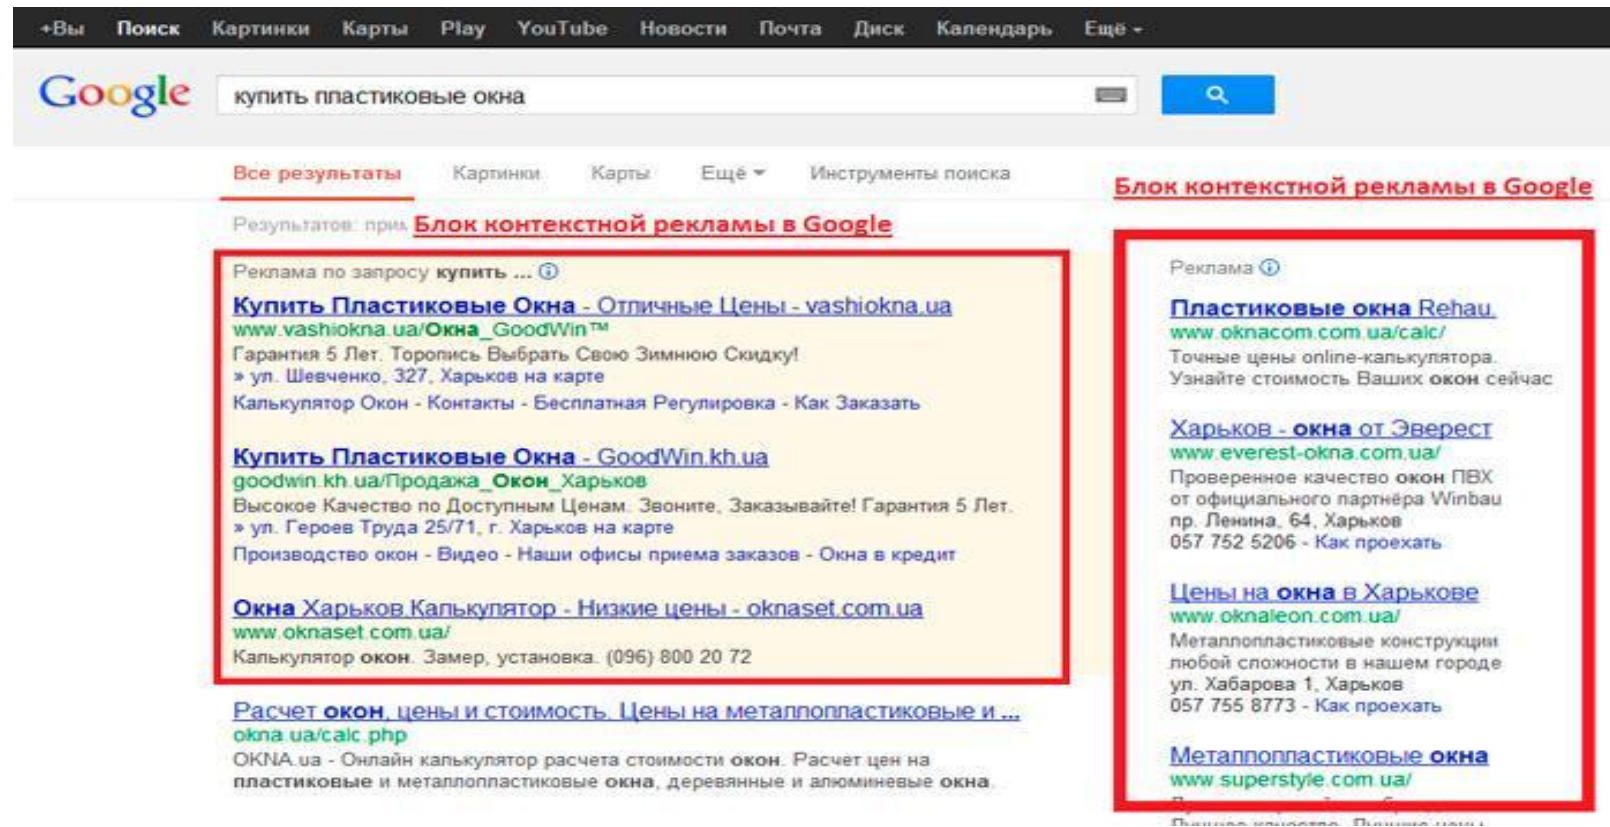 +Вы Поиск Картинки Карты Play YouTube Новости Почта Диск Календарь Ещё
Google купить пластиковые окна
Все результаты Картинки Карты Ещё Инструменты поиска
Результатов: Блок контекстной рекламы в Google
Реклама по запросу купить ...
Купить Пластиковые Окна - Отличные Цены - vashiokna.ua
www.vashiokna.ua/Окна_GoodWin™
Гарантия 5 Лет. Торопись Выбрать Свою Зимнюю Скидку!
» ул. Шевченко, 327, Харьков на карте
Калькулятор Окон - Контакты - Бесплатная Регулировка - Как Заказать
Купить Пластиковые Окна - GoodWin.kh.ua
goodwin.kh.ua/Продажа_Окон_Харьков
Высокое Качество по Доступным Ценам. Звоните, Заказывайте! Гарантия 5 Лет.
» ул. Героев Труда 25/71, г. Харьков на карте
Производство окон - Видео - Наши офисы приема заказов - Окна в кредит
Окна Харьков.Калькулятор - Низкие цены - oknaset.com.ua
www.oknaset.com.ua/
Калькулятор окон. Замер, установка. (096) 800 20 72
Расчет окон, цены и стоимость. Цены на металлопластиковые и ...
okna.ua/calc.php
OKNA.ua - Онлайн калькулятор расчета стоимости окон. Расчет цен на
пластиковые и металлопластиковые окна, деревянные и алюминевые окна.
Блок контекстной рекламы в Google
Реклама
Пластиковые окна Rehau.
www.oknacom.com.ua/calc/
Точные цены online-калькулятора.
Узнайте стоимость Ваших окон сейчас
Харьков - окна от Эверест
www.everest-okna.com.ua/
Проверенное качество окон ПВХ
от официального партнёра Winbau
пр. Ленина, 64, Харьков
057 752 5206 - Как проехать
Цены на окна в Харькове
www.oknaleon.com.ua/
Металлопластиковые конструкции
любой сложности в нашем городе
ул. Хабарова 1, Харьков
057 755 8773 - Как проехать
Металлопластиковые окна
www.superstyle.com.ua/